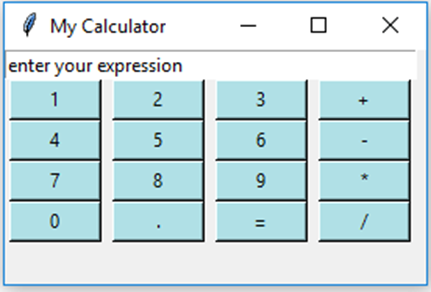 My Calculator
enter your expression
1 2 3 +
4 5 6 -
7 8 9 *
0 . = /